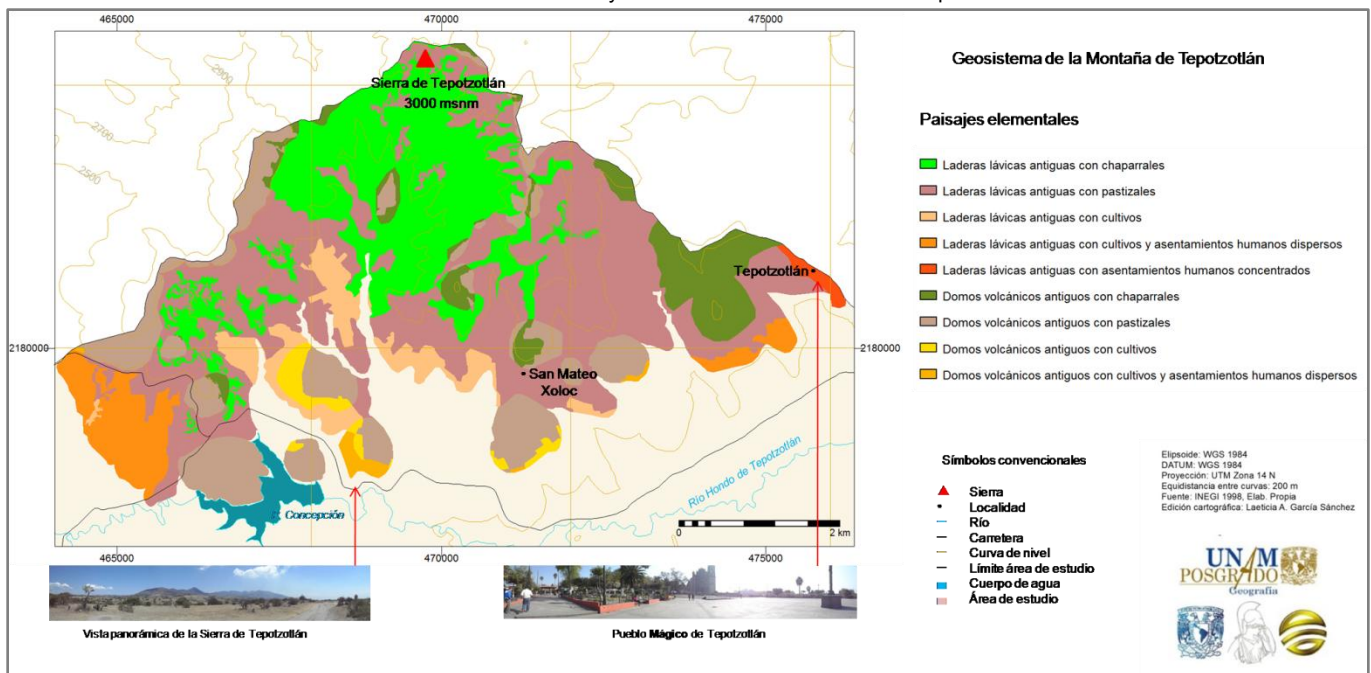 465000
470000
475000
Geosistema de la Montaña de Tepotzotlán
Sierra de Tepotzotlán
3000 msnm
2900
2700
2500
Paisajes elementales
Laderas lávicas antiguas con chaparrales
Laderas lávicas antiguas con pastizales
Laderas lávicas antiguas con cultivos
Laderas lávicas antiguas con cultivos y asentamientos humanos dispersos
Laderas lávicas antiguas con asentamientos humanos concentrados
Domos volcánicos antiguos con chaparrales
Domos volcánicos antiguos con pastizales
Domos volcánicos antiguos con cultivos
Domos volcánicos antiguos con cultivos y asentamientos humanos dispersos
Tepotzotlán
2180000
2180000
San Mateo
Xoloc
Río Hondo de Tepotzotlán
Concepción
0
2 km
465000
470000
475000
Símbolos convencionales
Sierra
Localidad
Río
Carretera
Curva de nivel
Límite área de estudio
Cuerpo de agua
Área de estudio
Elipsoide: WGS 1984
DATUM: WGS 1984
Proyección: UTM Zona 14 N
Equidistancia entre curvas: 200 m
Fuente: INEGI 1998, Elab. Propia
Edición cartográfica: Laeticia A. García Sánchez
UNAM
POSGRADO
Geografía
Vista panorámica de la Sierra de Tepotzotlán
Pueblo Mágico de Tepotzotlán